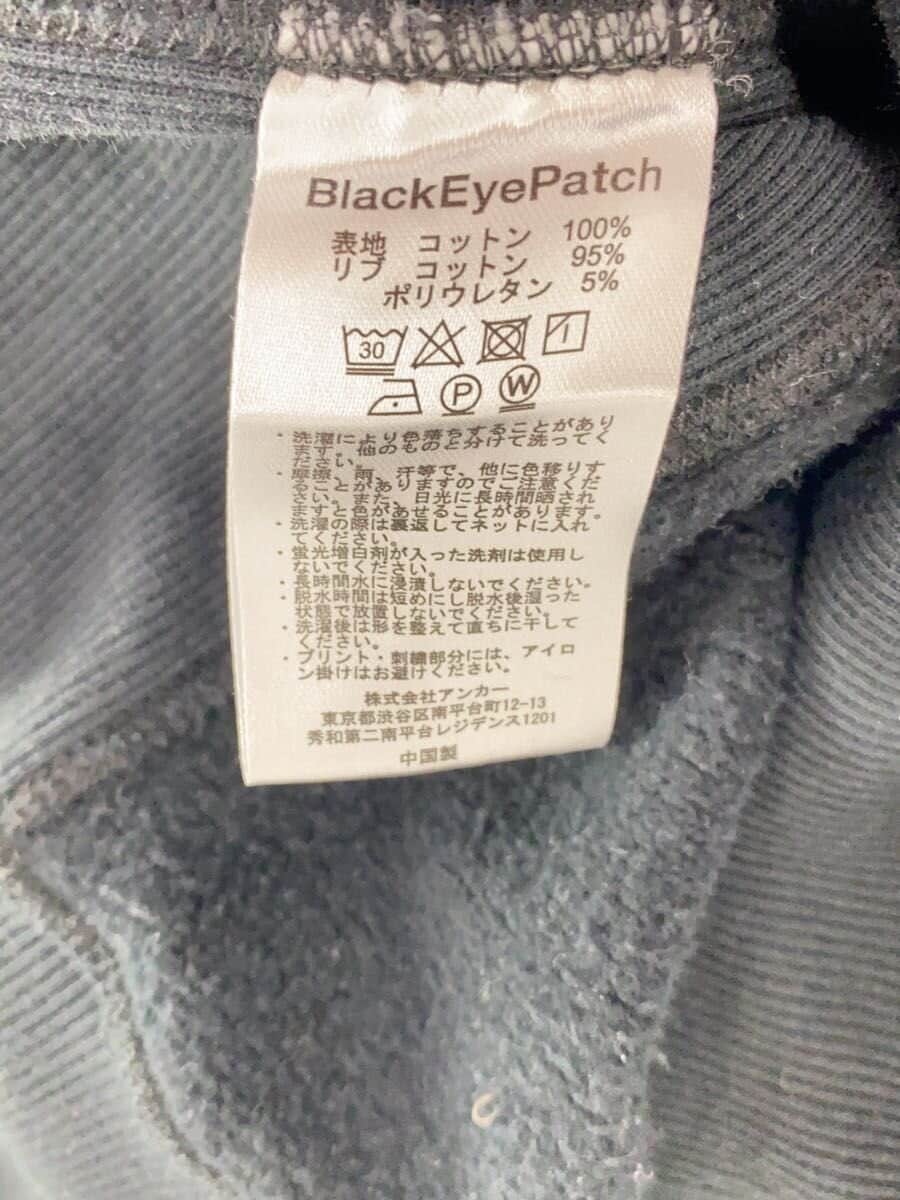 BlackEyePatch
表地 コットン 100%
リブ コットン 95%
ポリウレタン 5%
30
P W
・洗濯により色落ちすることがあり
ます。他のものと分けて洗ってく
ださい。
・摩擦、雨、汗等で、他に色移りす
ることがありますのでご注意くだ
さい。また、日光に長時間晒され
ますと色があせることがあります。
・洗濯の際は裏返してネットに入れ
てください。
・蛍光増白剤が入った洗剤は使用し
ないでください。
・長時間水に浸漬しないでください。
・脱水時間は短めにし脱水後湿った
状態で放置しないでください。
・洗濯後は形を整えて直ちに干して
ください。
・プリント・刺繍部分には、アイロ
ン掛けはお避けください。
株式会社アンカー
東京都渋谷区南平台町12-13
秀和第二南平台レジデンス1201
中国製